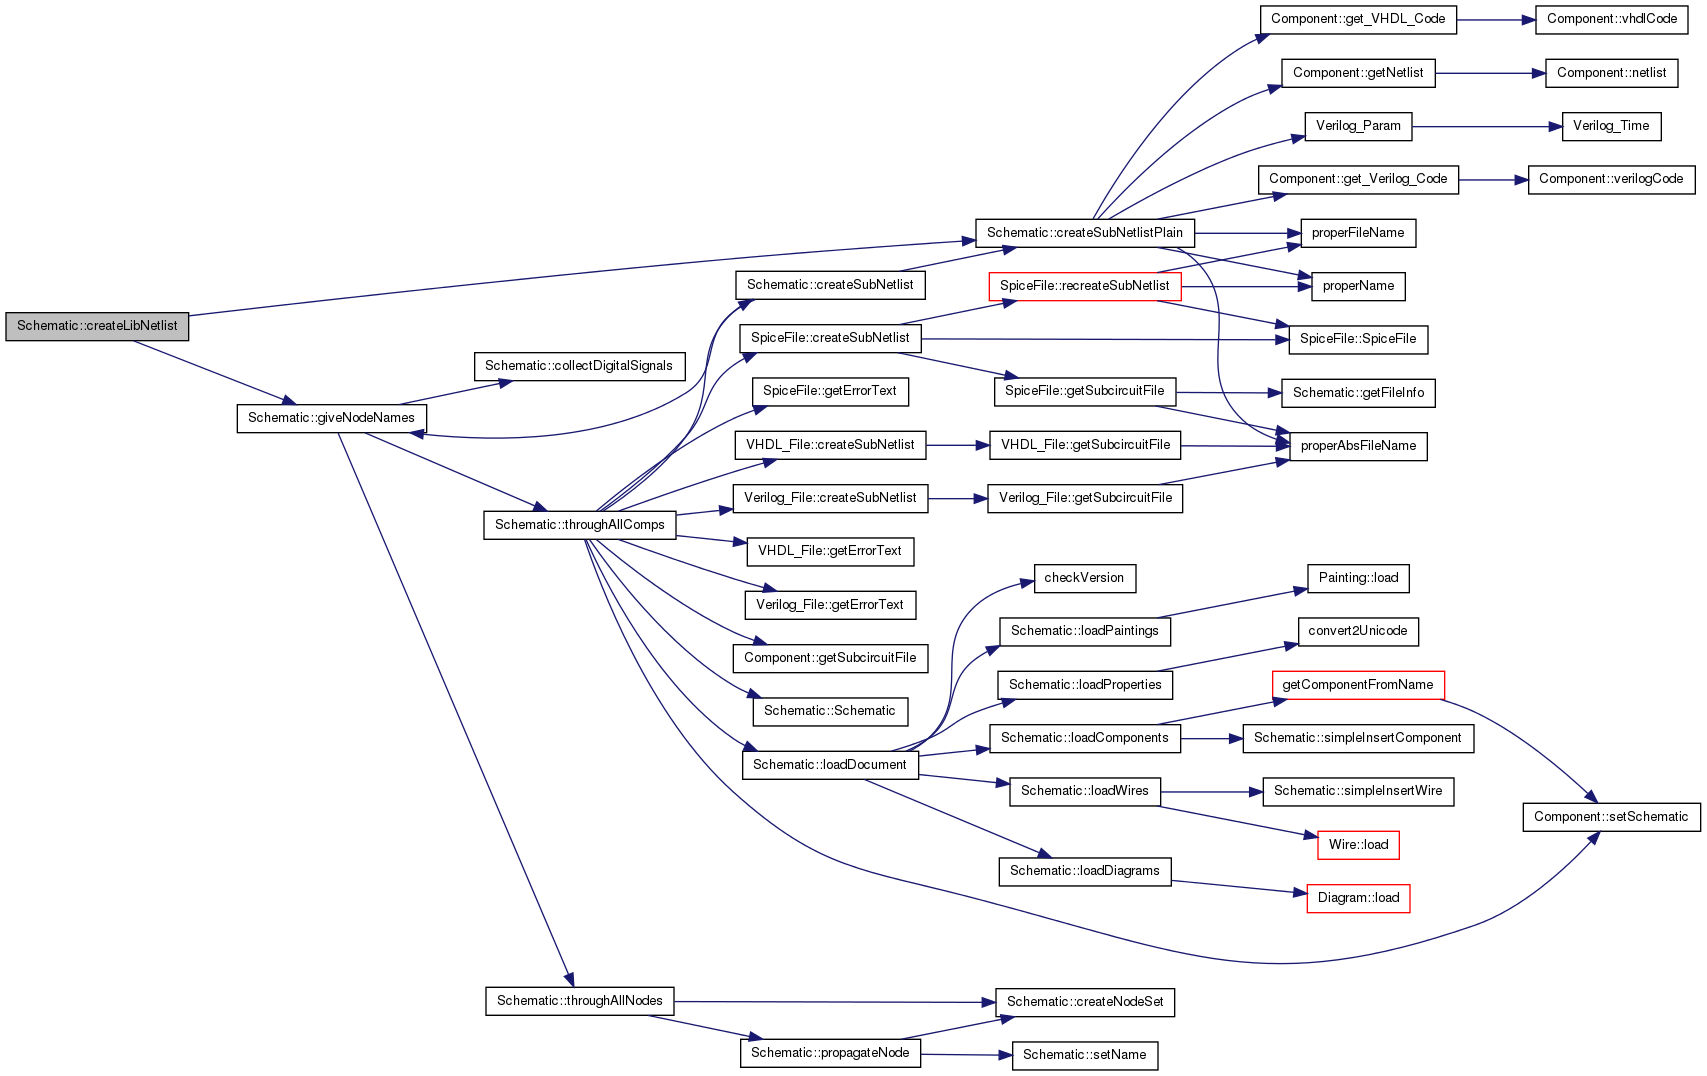 Schematic::createLibNetlist
Schematic::giveNodeNames
Schematic::collectDigitalSignals
Schematic::throughAllComps
Schematic::throughAllNodes
Schematic::createSubNetlist
SpiceFile::createSubNetlist
SpiceFile::getErrorText
VHDL_File::createSubNetlist
Verilog_File::createSubNetlist
VHDL_File::getErrorText
Verilog_File::getErrorText
Component::getSubcircuitFile
Schematic::Schematic
Schematic::loadDocument
Schematic::propagateNode
Schematic::createSubNetlistPlain
SpiceFile::recreateSubNetlist
SpiceFile::getSubcircuitFile
VHDL_File::getSubcircuitFile
Verilog_File::getSubcircuitFile
checkVersion
Schematic::loadPaintings
Schematic::loadProperties
Schematic::loadComponents
Schematic::loadWires
Schematic::loadDiagrams
Schematic::createNodeSet
Schematic::setName
Component::get_VHDL_Code
Component::getNetlist
Verilog_Param
Component::get_Verilog_Code
properFileName
properName
SpiceFile::SpiceFile
Schematic::getFileInfo
properAbsFileName
Painting::load
convert2Unicode
getComponentFromName
Schematic::simpleInsertComponent
Schematic::simpleInsertWire
Wire::load
Diagram::load
Component::vhdlCode
Component::netlist
Verilog_Time
Component::verilogCode
Component::setSchematic